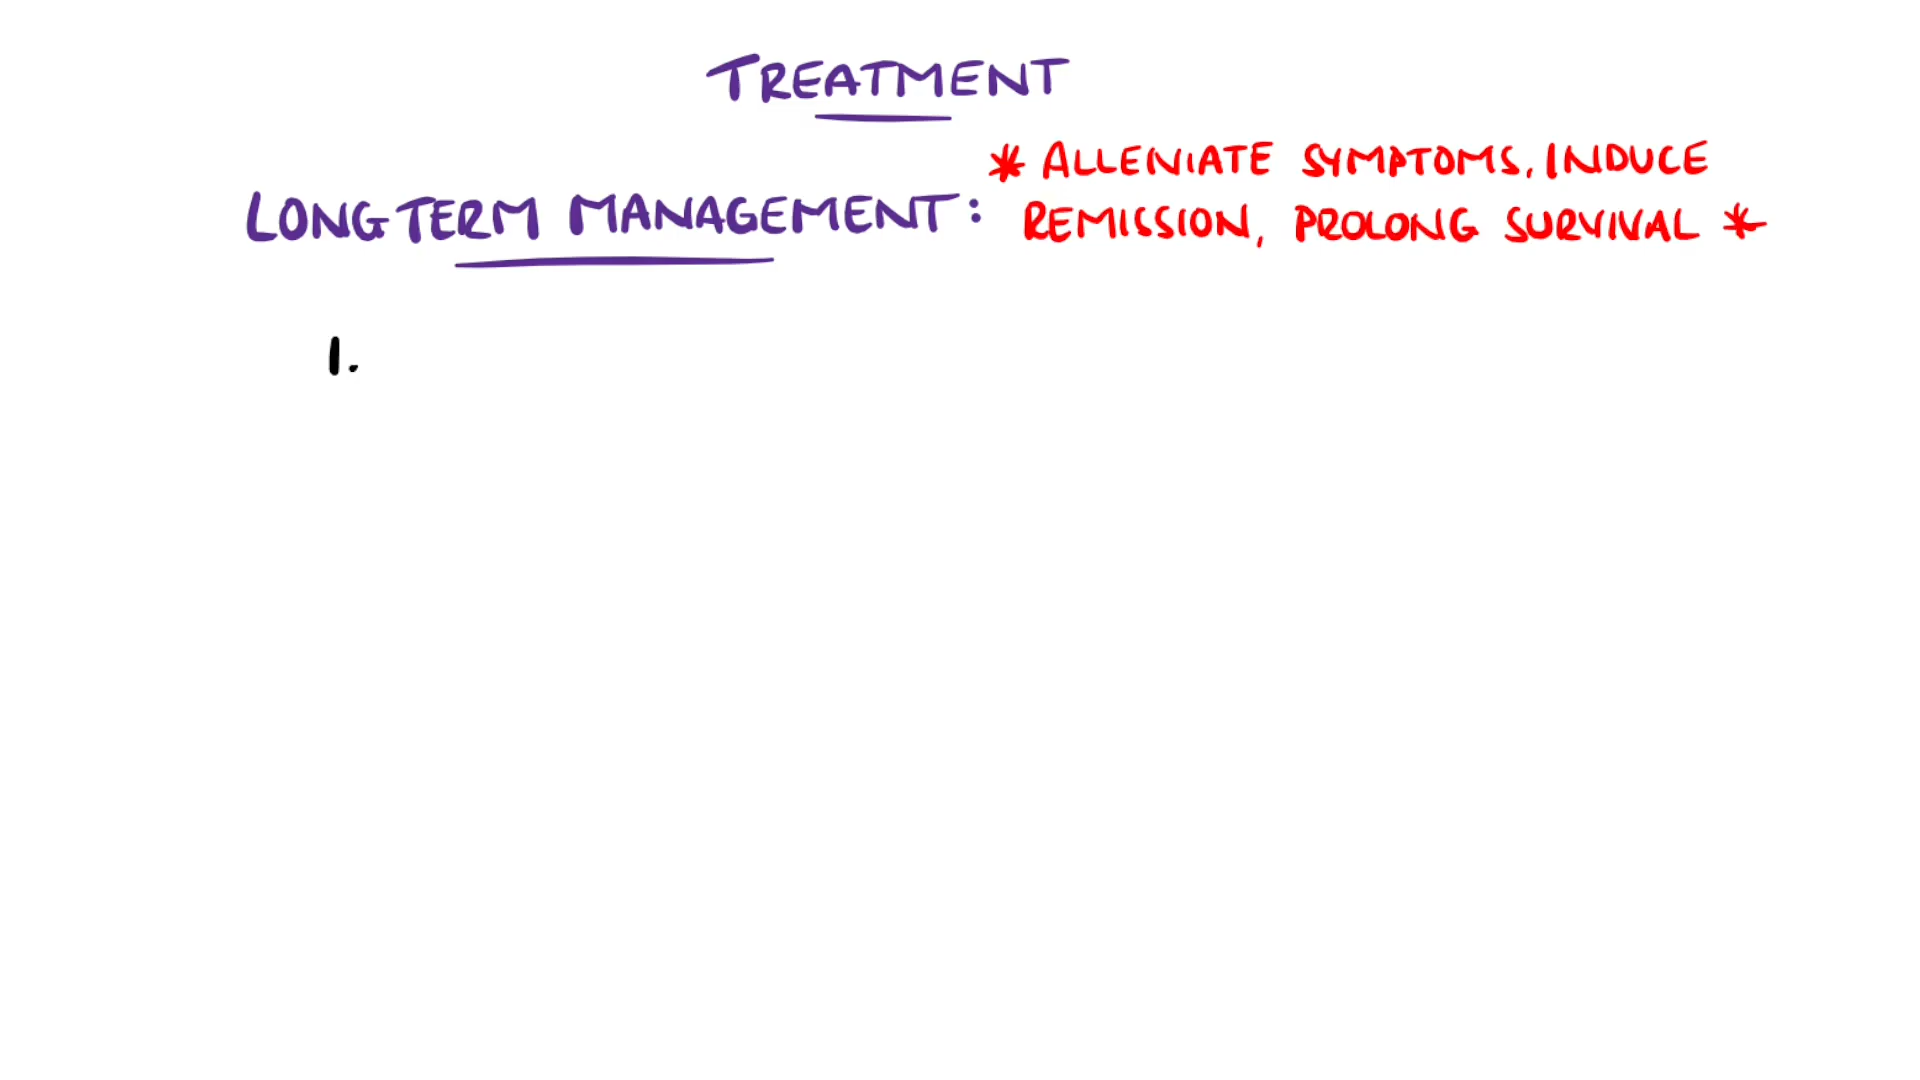 TREATMENT
* ALLENIATE SYMPTOMS, INDUCE
LONG TERM MANAGEMENT:
REMISSION, PROLONG SURVIVAL *
1.